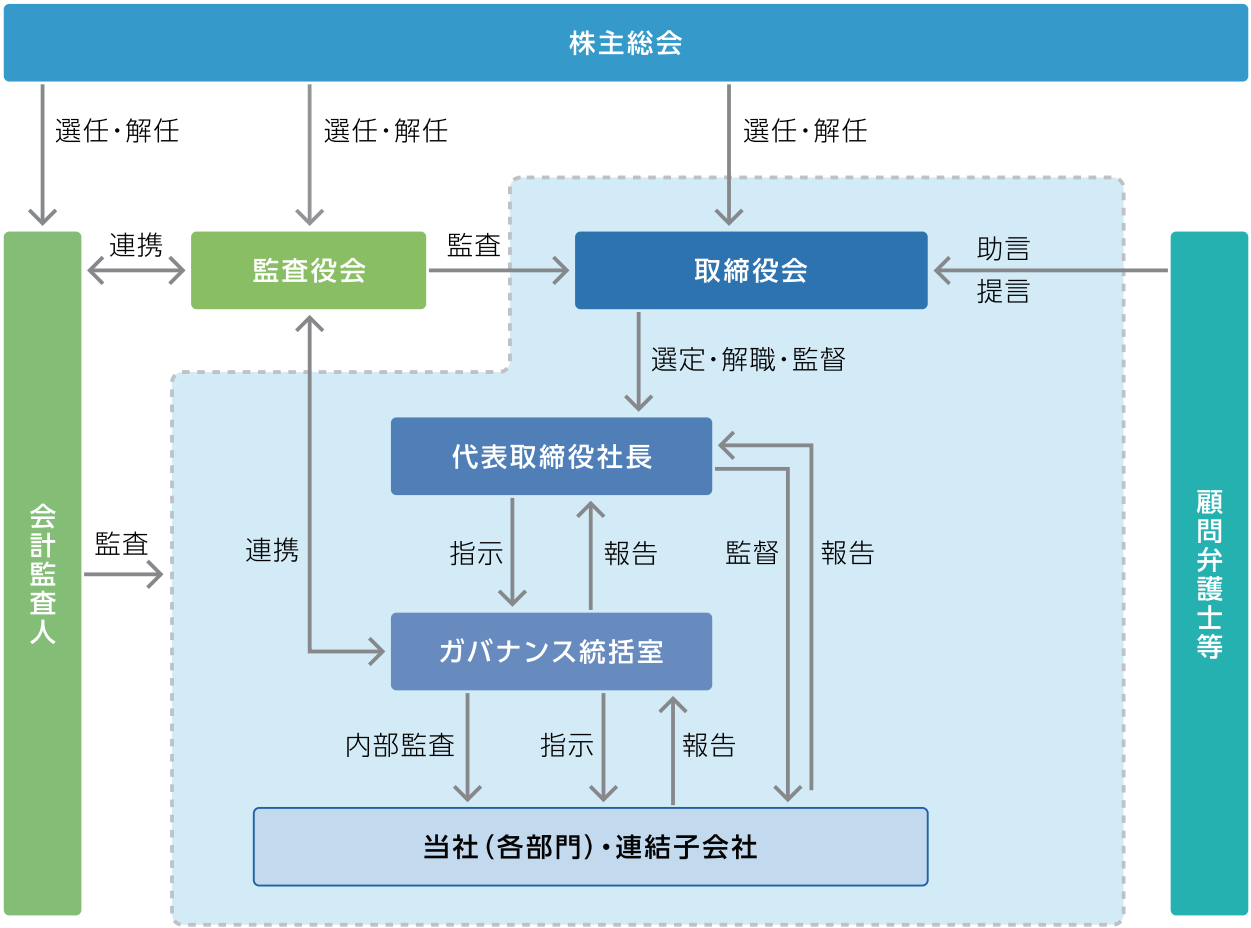 株主総会
選任・解任
選任・解任
選任・解任
連携
監査役会
監査
取締役会
助言
提言
選定・解職・監督
代表取締役社長
会計監査人
監査
連携
指示
報告
監督
報告
顧問弁護士等
ガバナンス統括室
内部監査
指示
報告
当社（各部門）・連結子会社